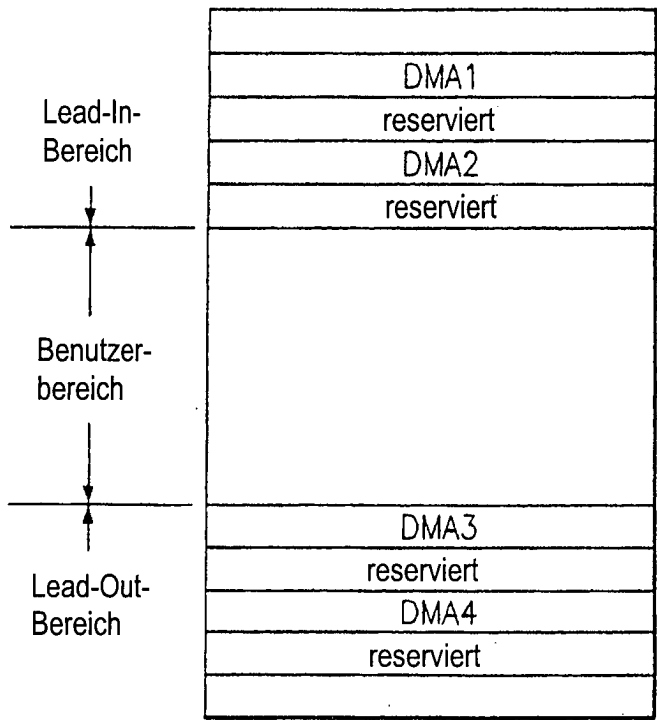 DMA1
Lead-In-
Bereich
reserviert
DMA2
reserviert
Benutzer-
bereich
DMA3
reserviert
Lead-Out-
Bereich
DMA4
reserviert